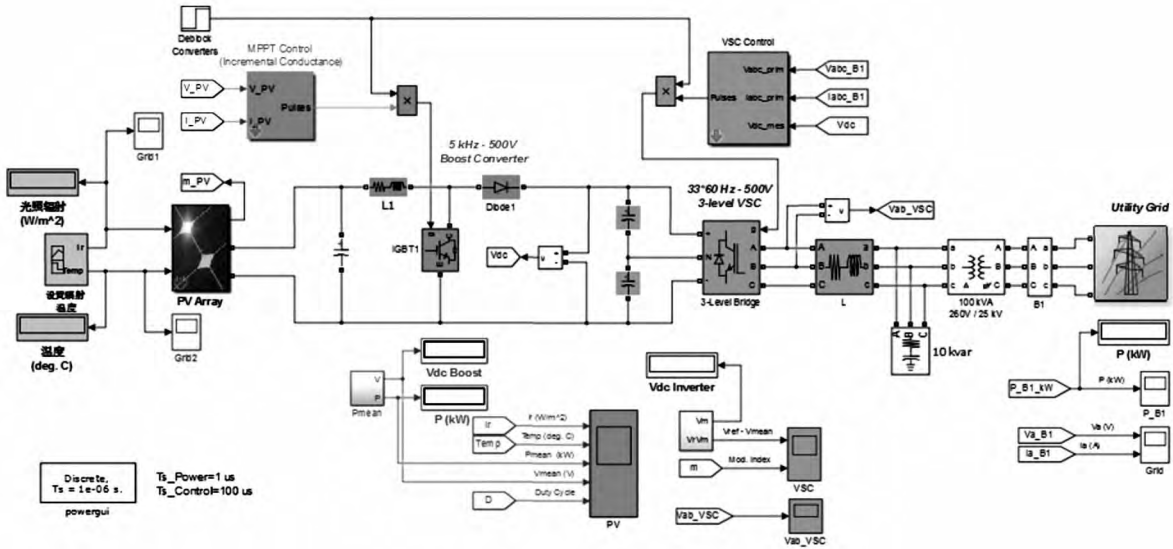 Deblock
Converters
MPPT Control
(Incremental Conductance)
V_PV
I_PV
V_PV
I_PV
Pulses
VSC Control
Vabc_prim
Iabc_prim
Vdc_mes
Pulses
Vabc_B1
Iabc_B1
Vdc
Grid1
5 kHz - 500V
Boost Converter
光照辐射
(W/m^2)
m_PV
Ir
Temp
设置辐射
温度
温度
(deg. C)
PV Array
Grid2
L1
IGBT1
Diode1
Vdc
v
33*60 Hz - 500V
3-level VSC
g
+
N
-
A
B
C
3-Level Bridge
v
Vab_VSC
A
B
C
a
b
c
L
a
b
c
A
B
C
100 kVA
260V / 25 kV
A
B
C
a
b
c
B1
Utility Grid
A
B
C
10 kvar
Pmean
V
P
Vdc Boost
P (kW)
Ir
Temp
D
Ir (W/m^2)
Temp (deg. C)
Pmean (kW)
Vmean (V)
Duty Cycle
PV
Vdc Inverter
Vm
VrVm
Vref - Vmean
m
Mod. Index
VSC
Vab_VSC
Vab_VSC
P (kW)
P_B1_kW
P (kW)
P_B1
Va_B1
Ia_B1
Va (V)
Ia (A)
Grid
Discrete,
Ts = 1e-06 s.
powergui
Ts_Power=1 us
Ts_Control=100 us